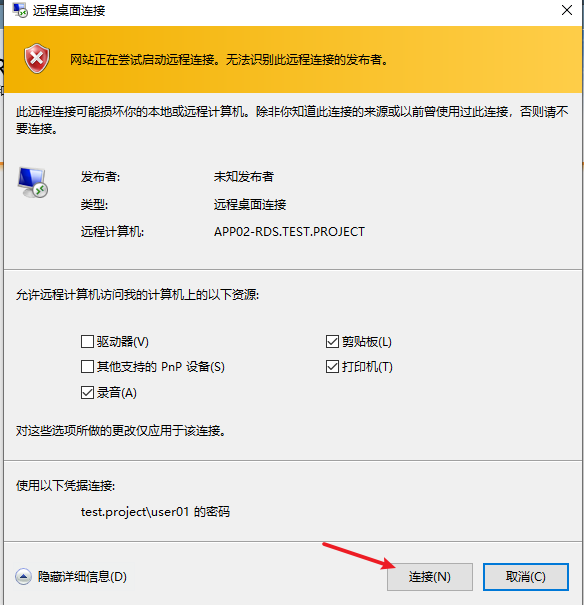 远程桌面连接
网站正在尝试启动远程连接。无法识别此远程连接的发布者。
此远程连接可能损坏你的本地或远程计算机。除非你知道此连接的来源或以前曾使用过此连接，否则请不
要连接。
发布者: 未知发布者
类型: 远程桌面连接
远程计算机: APP02-RDS.TEST.PROJECT
允许远程计算机访问我的计算机上的以下资源:
驱动器(V) 剪贴板(L)
其他支持的 PnP 设备(S) 打印机(T)
录音(A)
对这些选项所做的更改仅应用于该连接。
使用以下凭据连接:
test.project\user01 的密码
隐藏详细信息(D) 连接(N) 取消(C)